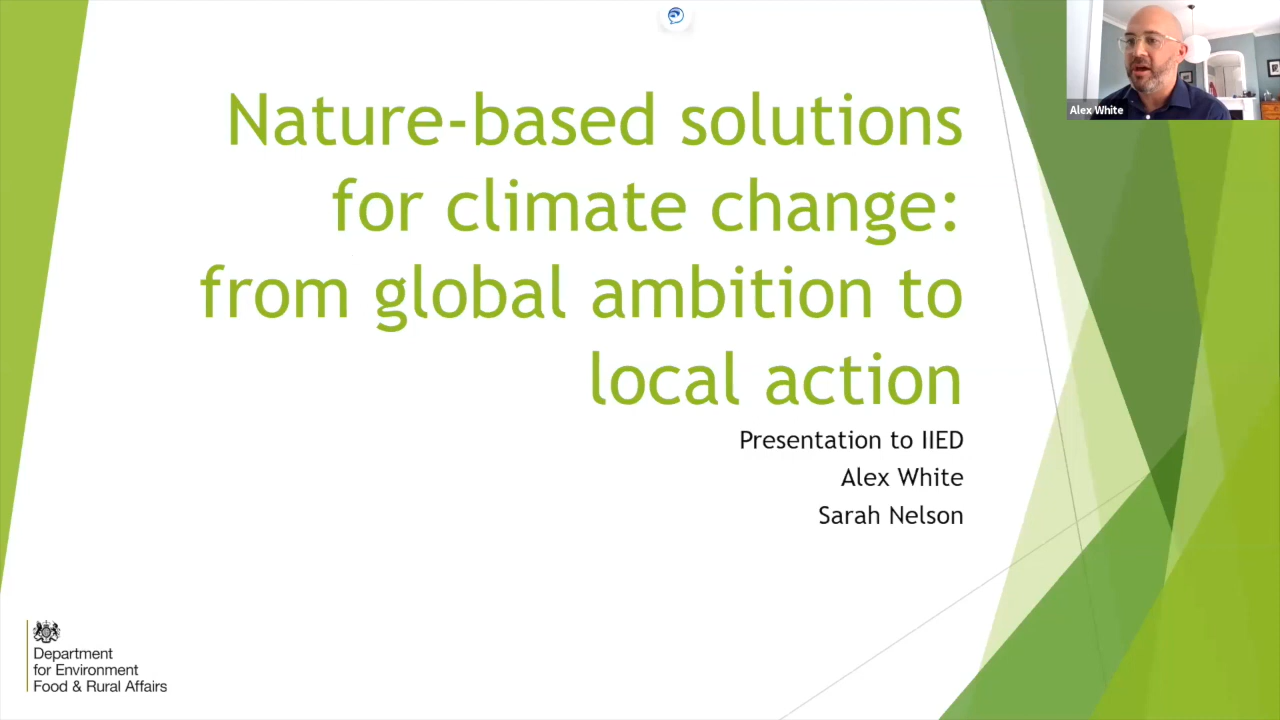 Nature-based solutions
for climate change:
from global ambition to
local action
Presentation to IIED
Alex White
Sarah Nelson
Alex White
Department
for Environment
Food & Rural Affairs